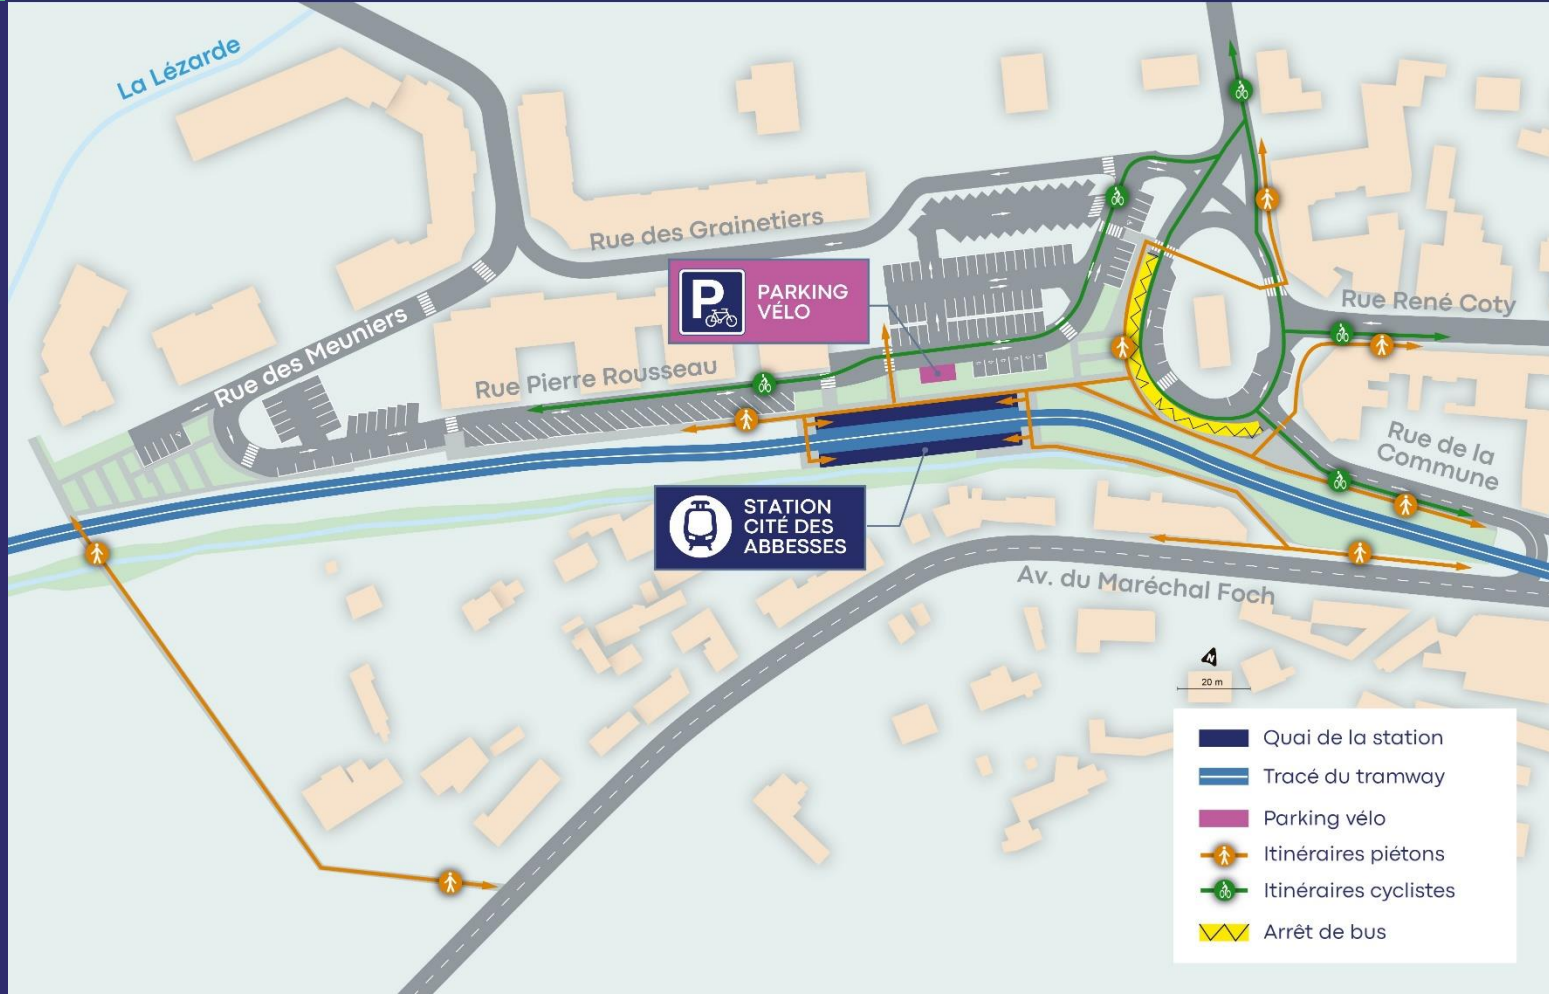 La Lézarde
Rue des Grainetiers
P
PARKING
VÉLO
Rue René Coty
Rue des Meuniers
Rue Pierre Rousseau
Rue de la
Commune
STATION
CITÉ DES
ABBESSES
Av. du Maréchal Foch
N
20 m
Quai de la station
Tracé du tramway
Parking vélo
Itinéraires piétons
Itinéraires cyclistes
Arrêt de bus